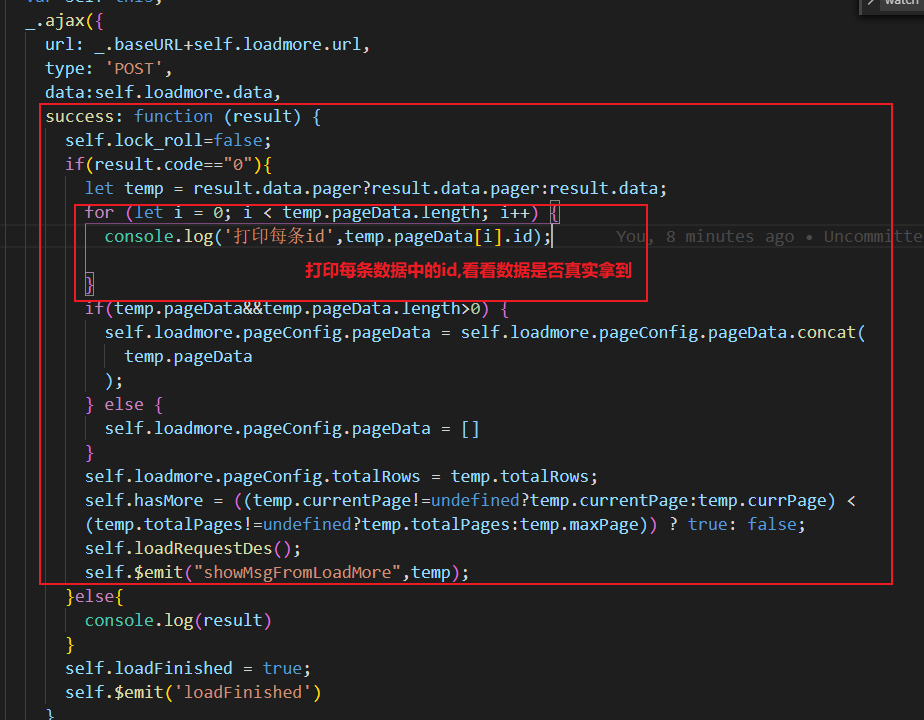 watch
_.ajax({
url: _.baseURL+self.loadmore.url,
type: 'POST',
data:self.loadmore.data,
success: function (result) {
self.lock_roll=false;
if(result.code=="0"){
let temp = result.data.pager?result.data.pager:result.data;
for (let i = 0; i < temp.pageData.length; i++) {
console.log('打印每条id',temp.pageData[i].id); You, 8 minutes ago • Uncommitte
打印每条数据中的id,看看数据是否真实拿到
}
if(temp.pageData&&temp.pageData.length>0) {
self.loadmore.pageConfig.pageData = self.loadmore.pageConfig.pageData.concat(
temp.pageData
);
} else {
self.loadmore.pageConfig.pageData = []
}
self.loadmore.pageConfig.totalRows = temp.totalRows;
self.hasMore = ((temp.currentPage!=undefined?temp.currentPage:temp.currPage) <
(temp.totalPages!=undefined?temp.totalPages:temp.maxPage)) ? true: false;
self.loadRequestDes();
self.$emit("showMsgFromLoadMore",temp);
}else{
console.log(result)
}
self.loadFinished = true;
self.$emit('loadFinished')
}